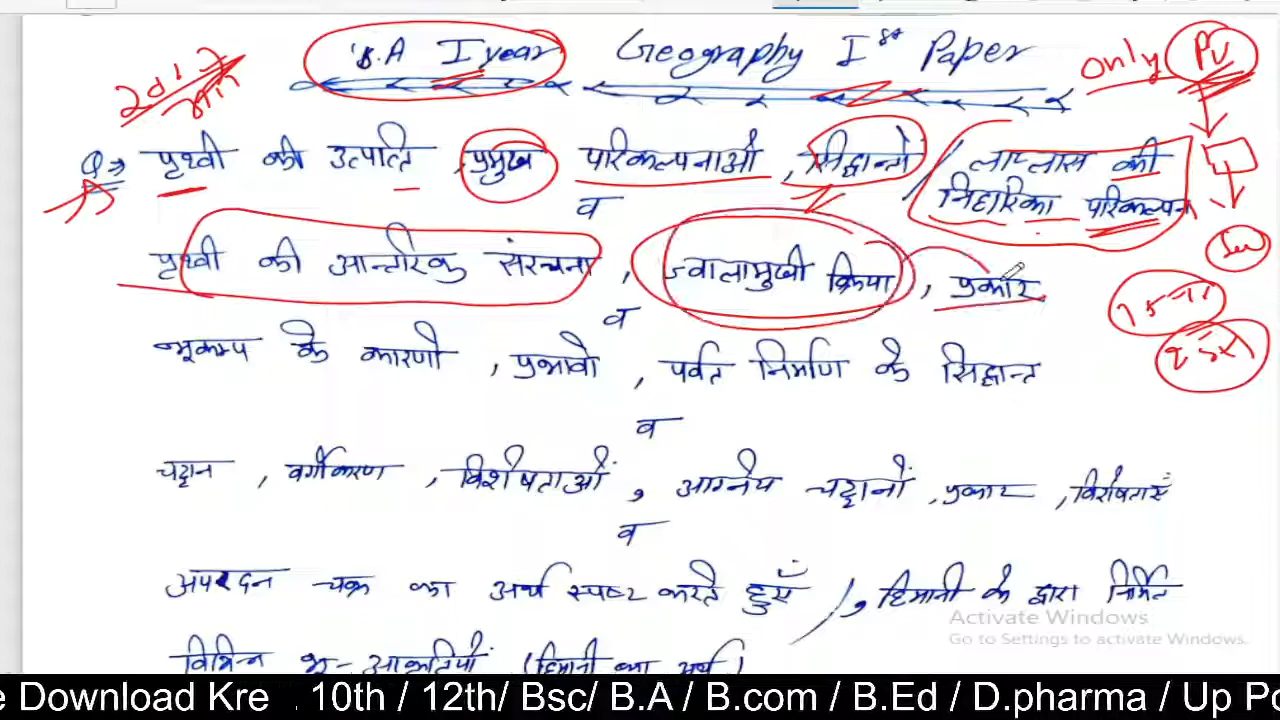 B.A I year Geography Ist Paper
only PU
Q⇒ पृथ्वी की उत्पत्ति, प्रमुख परिकल्पनाओं, सिद्धान्तों / लाप्लास की
निहारिका परिकल्पना
व
पृथ्वी की आन्तरिक संरचना, ज्वालामुखी क्रिया, प्रकार
व
भूकम्प के कारणों, प्रभावों, पर्वत निर्माण के सिद्धान्त
व
चट्टान, वर्गीकरण, विशेषताओं, आग्नेय चट्टानों, प्रकार, विशेषताएँ
व
अपरदन चक्र का अर्थ स्पष्ट करते हुएँ /, हिमानी के द्वारा निर्मित
विभिन्न भू-आकृतियों (हिमानी का अर्थ)
Activate Windows
Go to Settings to activate Windows.
e Download Kre . 10th / 12th/ Bsc/ B.A / B.com / B.Ed / D.pharma / Up Po